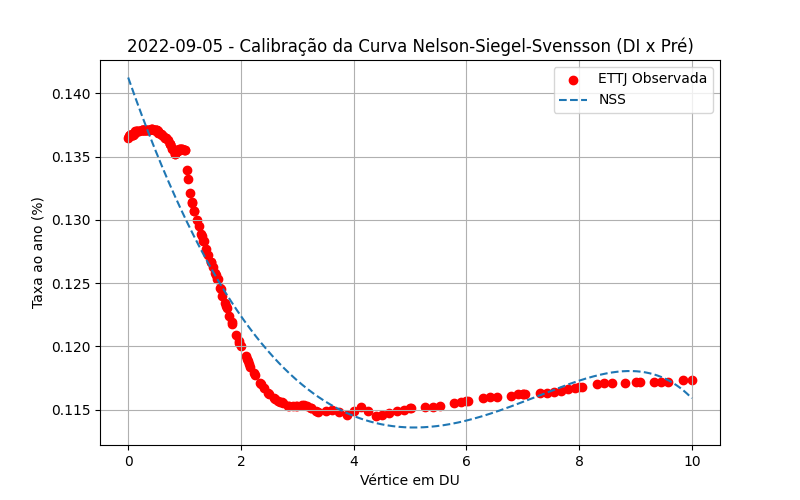 2022-09-05 - Calibração da Curva Nelson-Siegel-Svensson (DI x Pré)
ETTJ Observada
NSS
Taxa ao ano (%)
0.140
0.135
0.130
0.125
0.120
0.115
0 2 4 6 8 10
Vértice em DU